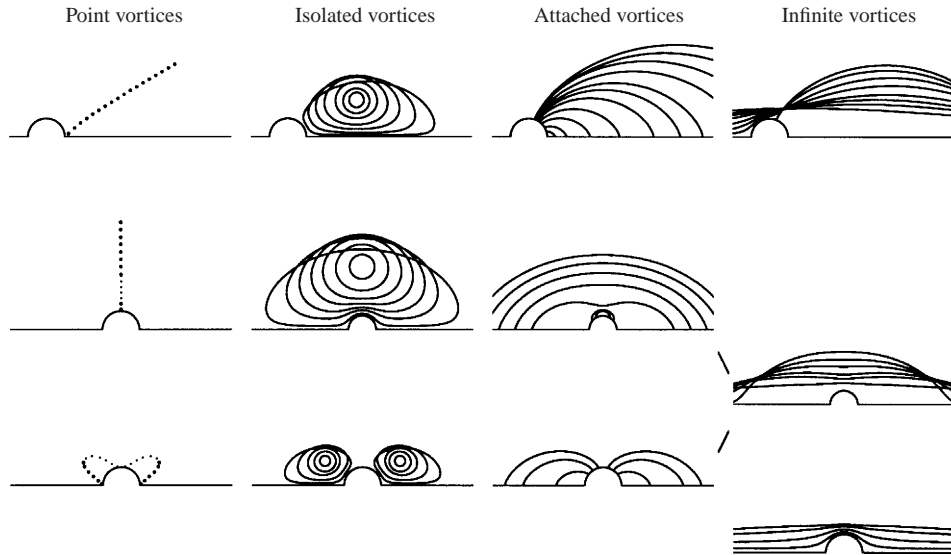 Point vortices
Isolated vortices
Attached vortices
Infinite vortices